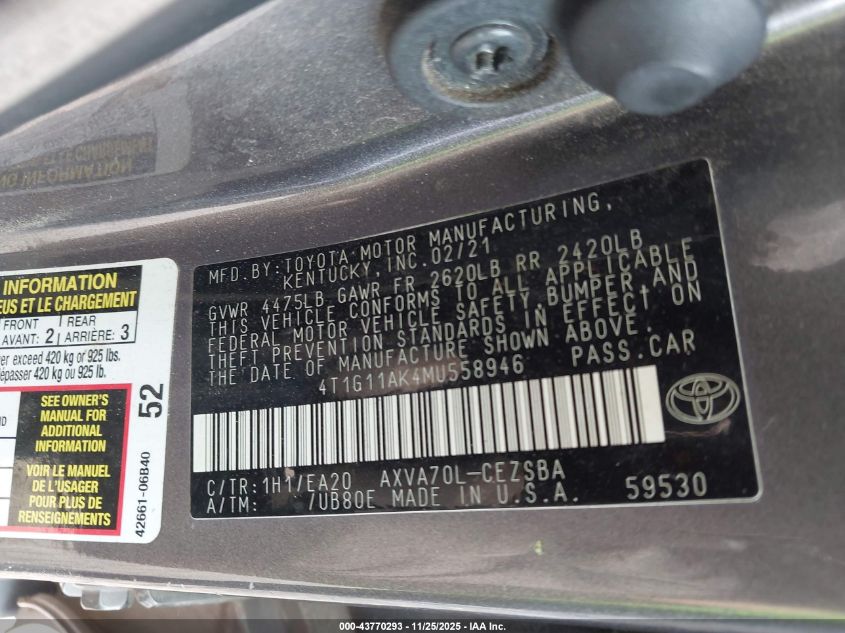 MFD.BY: TOYOTA MOTOR MANUFACTURING,
KENTUCKY, INC. 02/21
GVWR 4475LB GAWR FR 2620LB RR 2420LB
THIS VEHICLE CONFORMS TO ALL APPLICABLE
FEDERAL MOTOR VEHICLE SAFETY, BUMPER, AND
THEFT PREVENTION STANDARDS IN EFFECT ON
THE DATE OF MANUFACTURE SHOWN ABOVE.
4T1G11AK4MU558946 PASS.CAR
C/TR:1H1/EA20 AXVA70L-CEZSBA
A/TM: 7UB80E MADE IN U.S.A. 59530
INFORMATION
EUS ET LE CHARGEMENT
FRONT
AVANT: 2
REAR
ARRIÈRE: 3
er exceed 420 kg or 925 lbs.
dépasser 420 kg ou 925 lb.
SEE OWNER'S
MANUAL FOR
ADDITIONAL
INFORMATION
VOIR LE MANUEL
DE L'USAGER
POUR PLUS DE
RENSEIGNEMENTS
52
42661-06B40
000-43770293 - 11/25/2025 - IAA Inc.